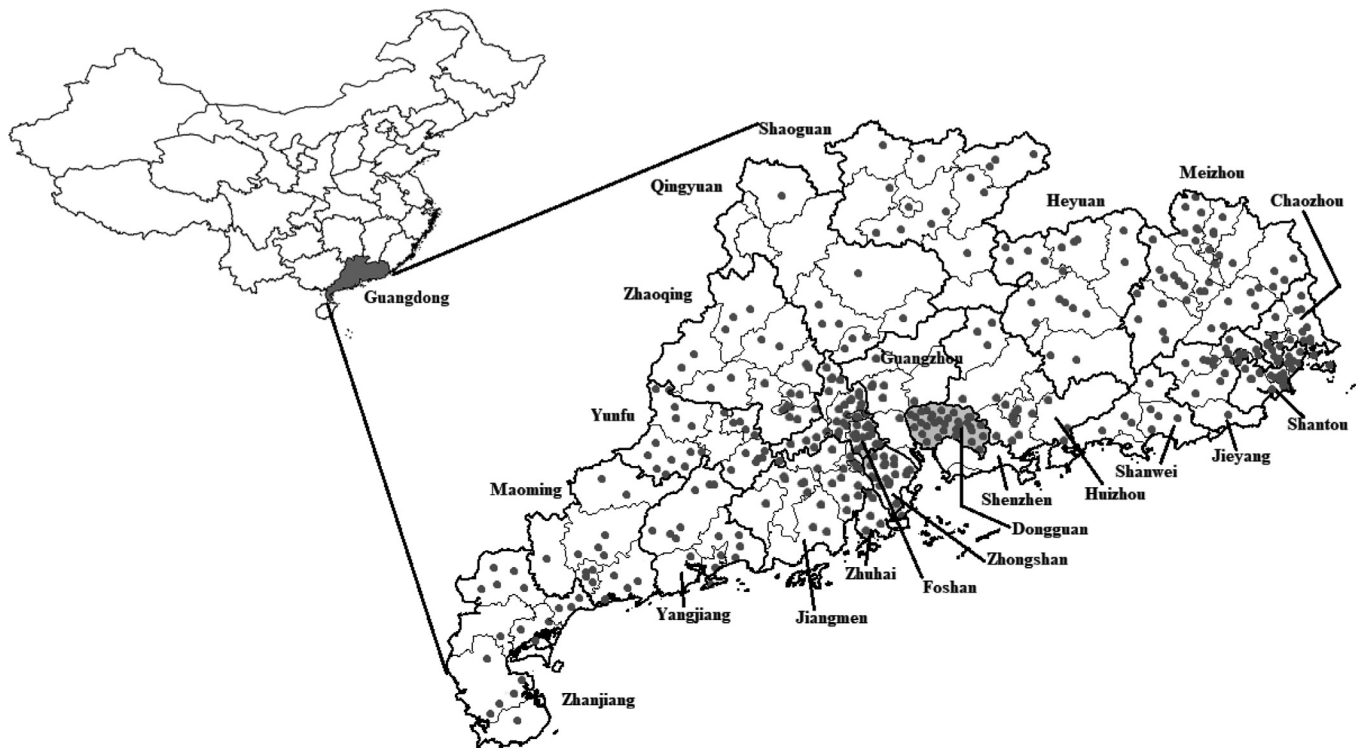 Shaoguan
Qingyuan
Meizhou
Heyuan
Chaozhou
Zhaoqing
Guangdong
Guangzhou
Yunfu
Shantou
Jieyang
Shanwei
Maoming
Huizhou
Shenzhen
Dongguan
Zhongshan
Zhuhai
Foshan
Yangjiang
Jiangmen
Zhanjiang